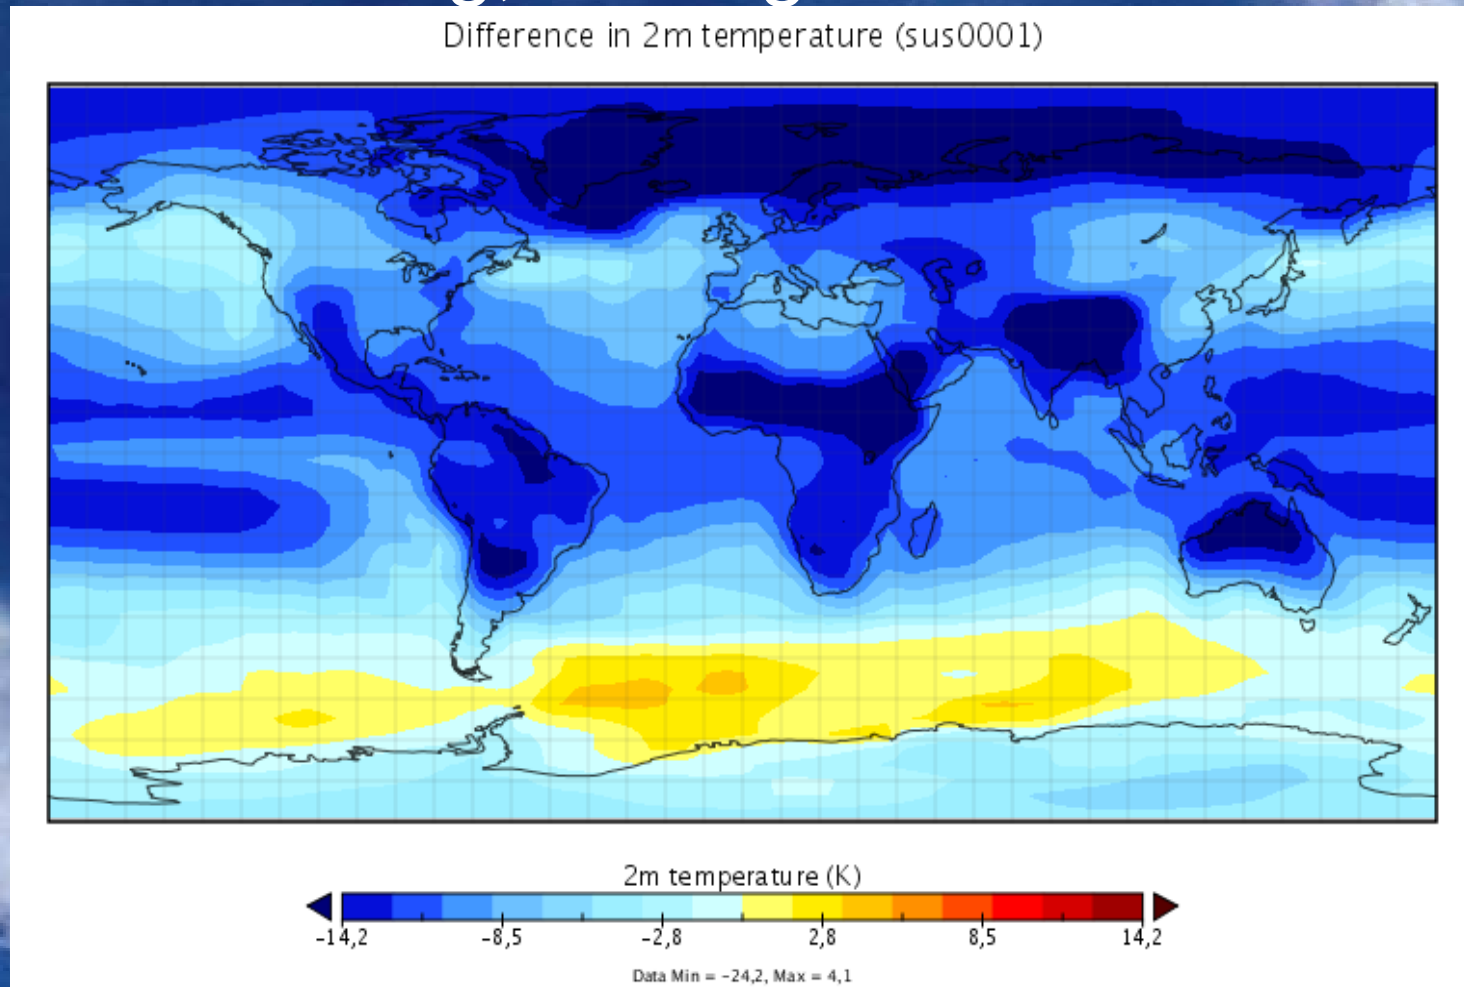 Difference in 2m temperature (sus0001)
2m temperature (K)
-14,2 -8,5 -2,8 2,8 8,5 14,2
Data Min = -24,2, Max = 4,1